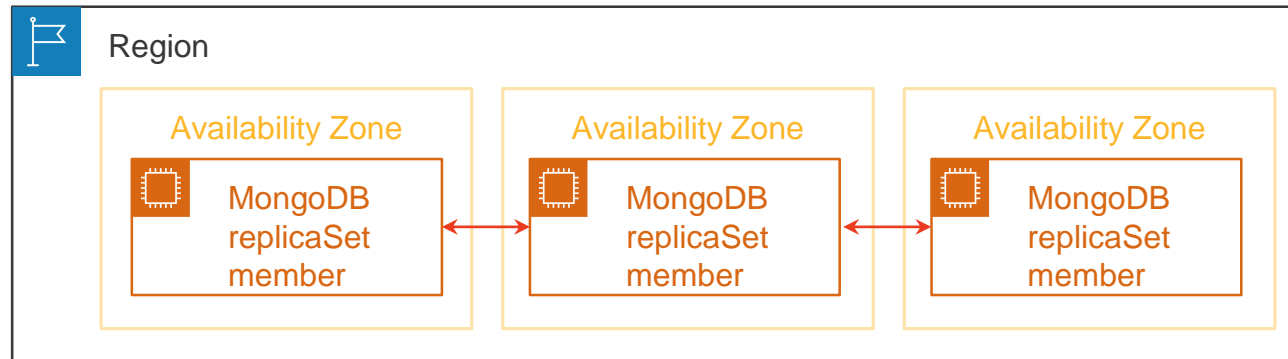 Region
Availability Zone
Availability Zone
Availability Zone
MongoDB
replicaSet
member
MongoDB
replicaSet
member
MongoDB
replicaSet
member